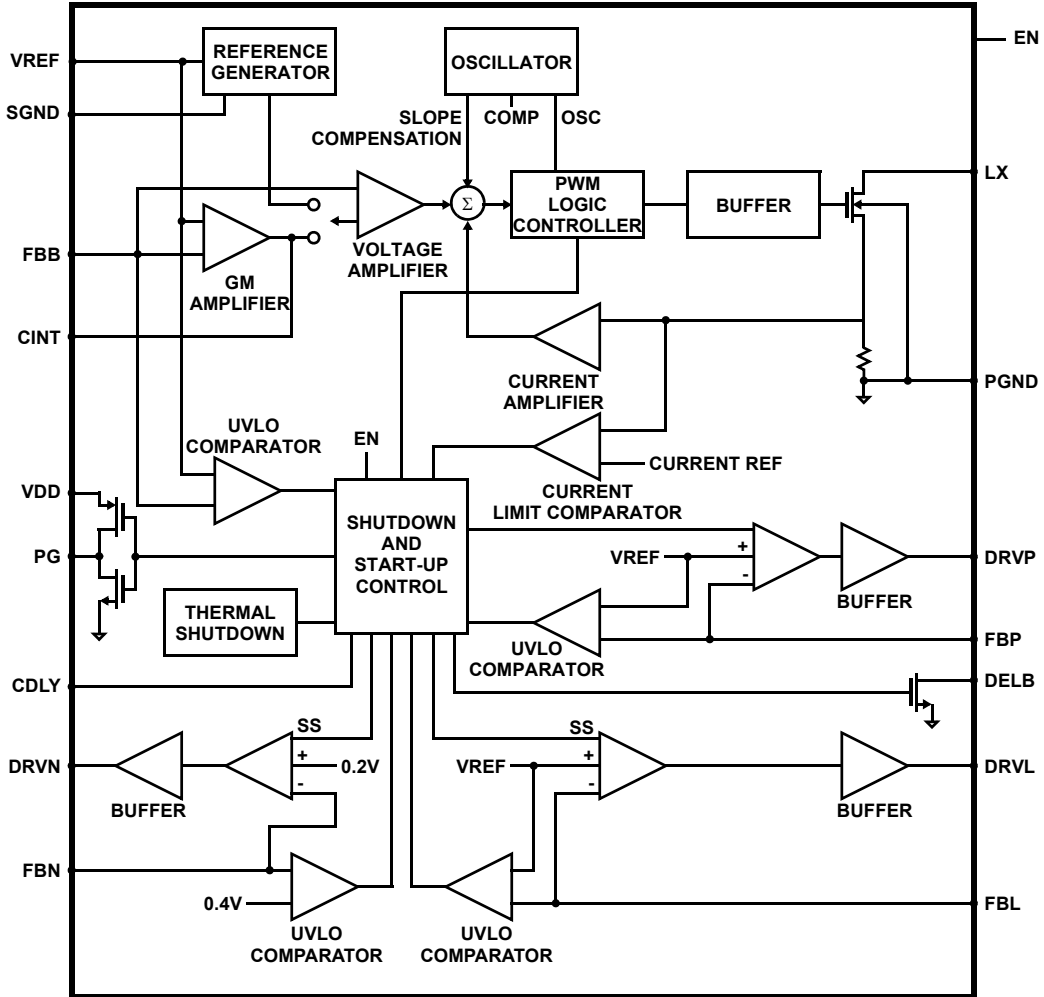 REFERENCE
GENERATOR
OSCILLATOR
EN
VREF
SGND
SLOPE
COMPENSATION
COMP
OSC
LX
PWM
LOGIC
CONTROLLER
BUFFER
Σ
VOLTAGE
AMPLIFIER
FBB
GM
AMPLIFIER
CINT
CURRENT
AMPLIFIER
PGND
UVLO
COMPARATOR
EN
CURRENT REF
CURRENT
LIMIT COMPARATOR
VDD
PG
SHUTDOWN
AND
START-UP
CONTROL
VREF
+
-
BUFFER
DRVP
THERMAL
SHUTDOWN
UVLO
COMPARATOR
FBP
CDLY
DELB
SS
+
-
0.2V
DRVN
BUFFER
SS
VREF
+
-
BUFFER
DRVL
FBN
0.4V
UVLO
COMPARATOR
UVLO
COMPARATOR
FBL